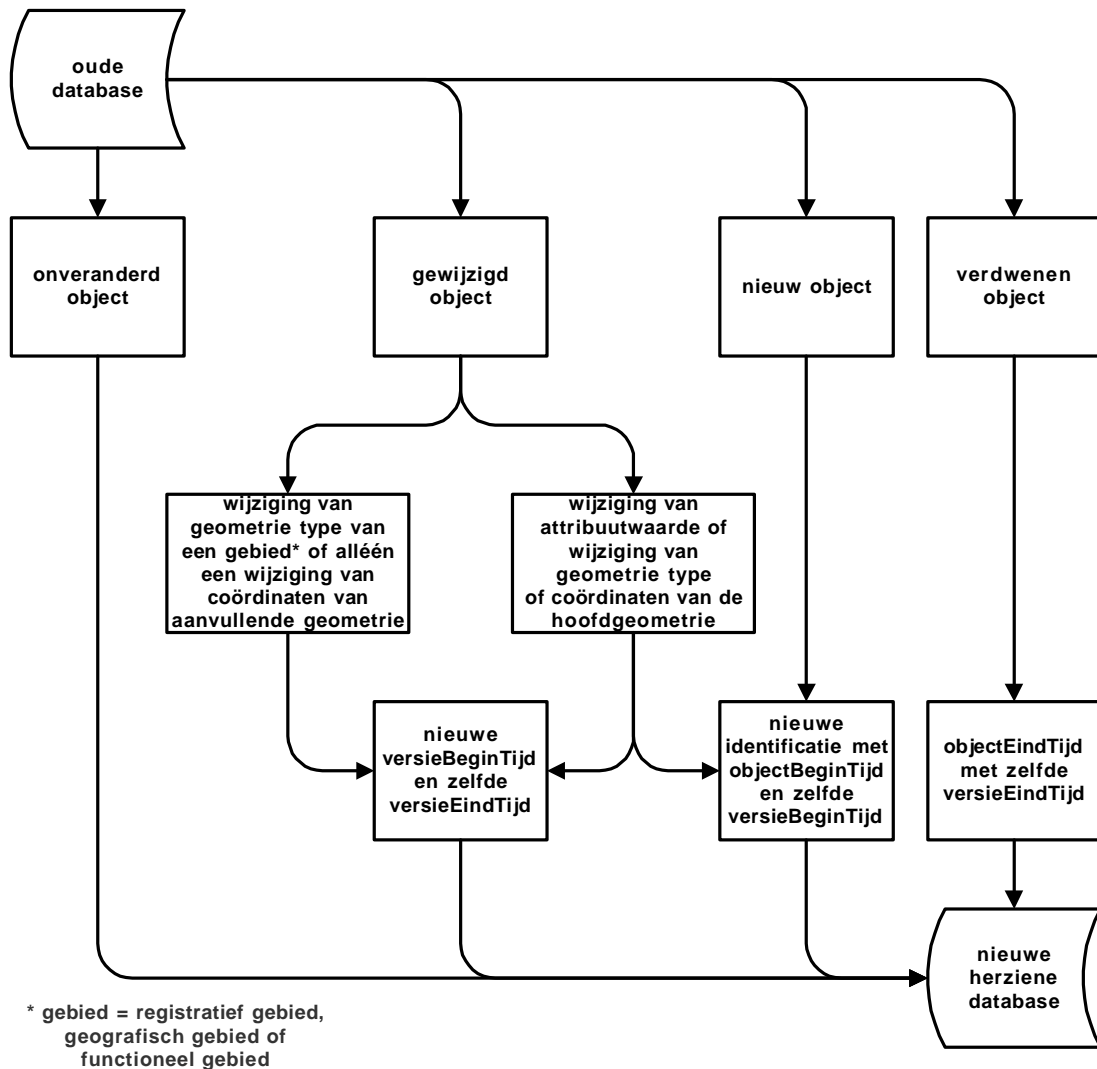 oude
database
onveranderd
object
gewijzigd
object
nieuw object
verdwenen
object
wijziging van
geometrie type van
een gebied* of alléén
een wijziging van
coördinaten van
aanvullende geometrie
wijziging van
attribuutwaarde of
wijziging van
geometrie type
of coördinaten van de
hoofdgeometrie
nieuwe
versieBeginTijd
en zelfde
versieEindTijd
nieuwe
identificatie met
objectBeginTijd
en zelfde
versieBeginTijd
objectEindTijd
met zelfde
versieEindTijd
nieuwe
herziene
database
* gebied = registratief gebied,
geografisch gebied of
functioneel gebied